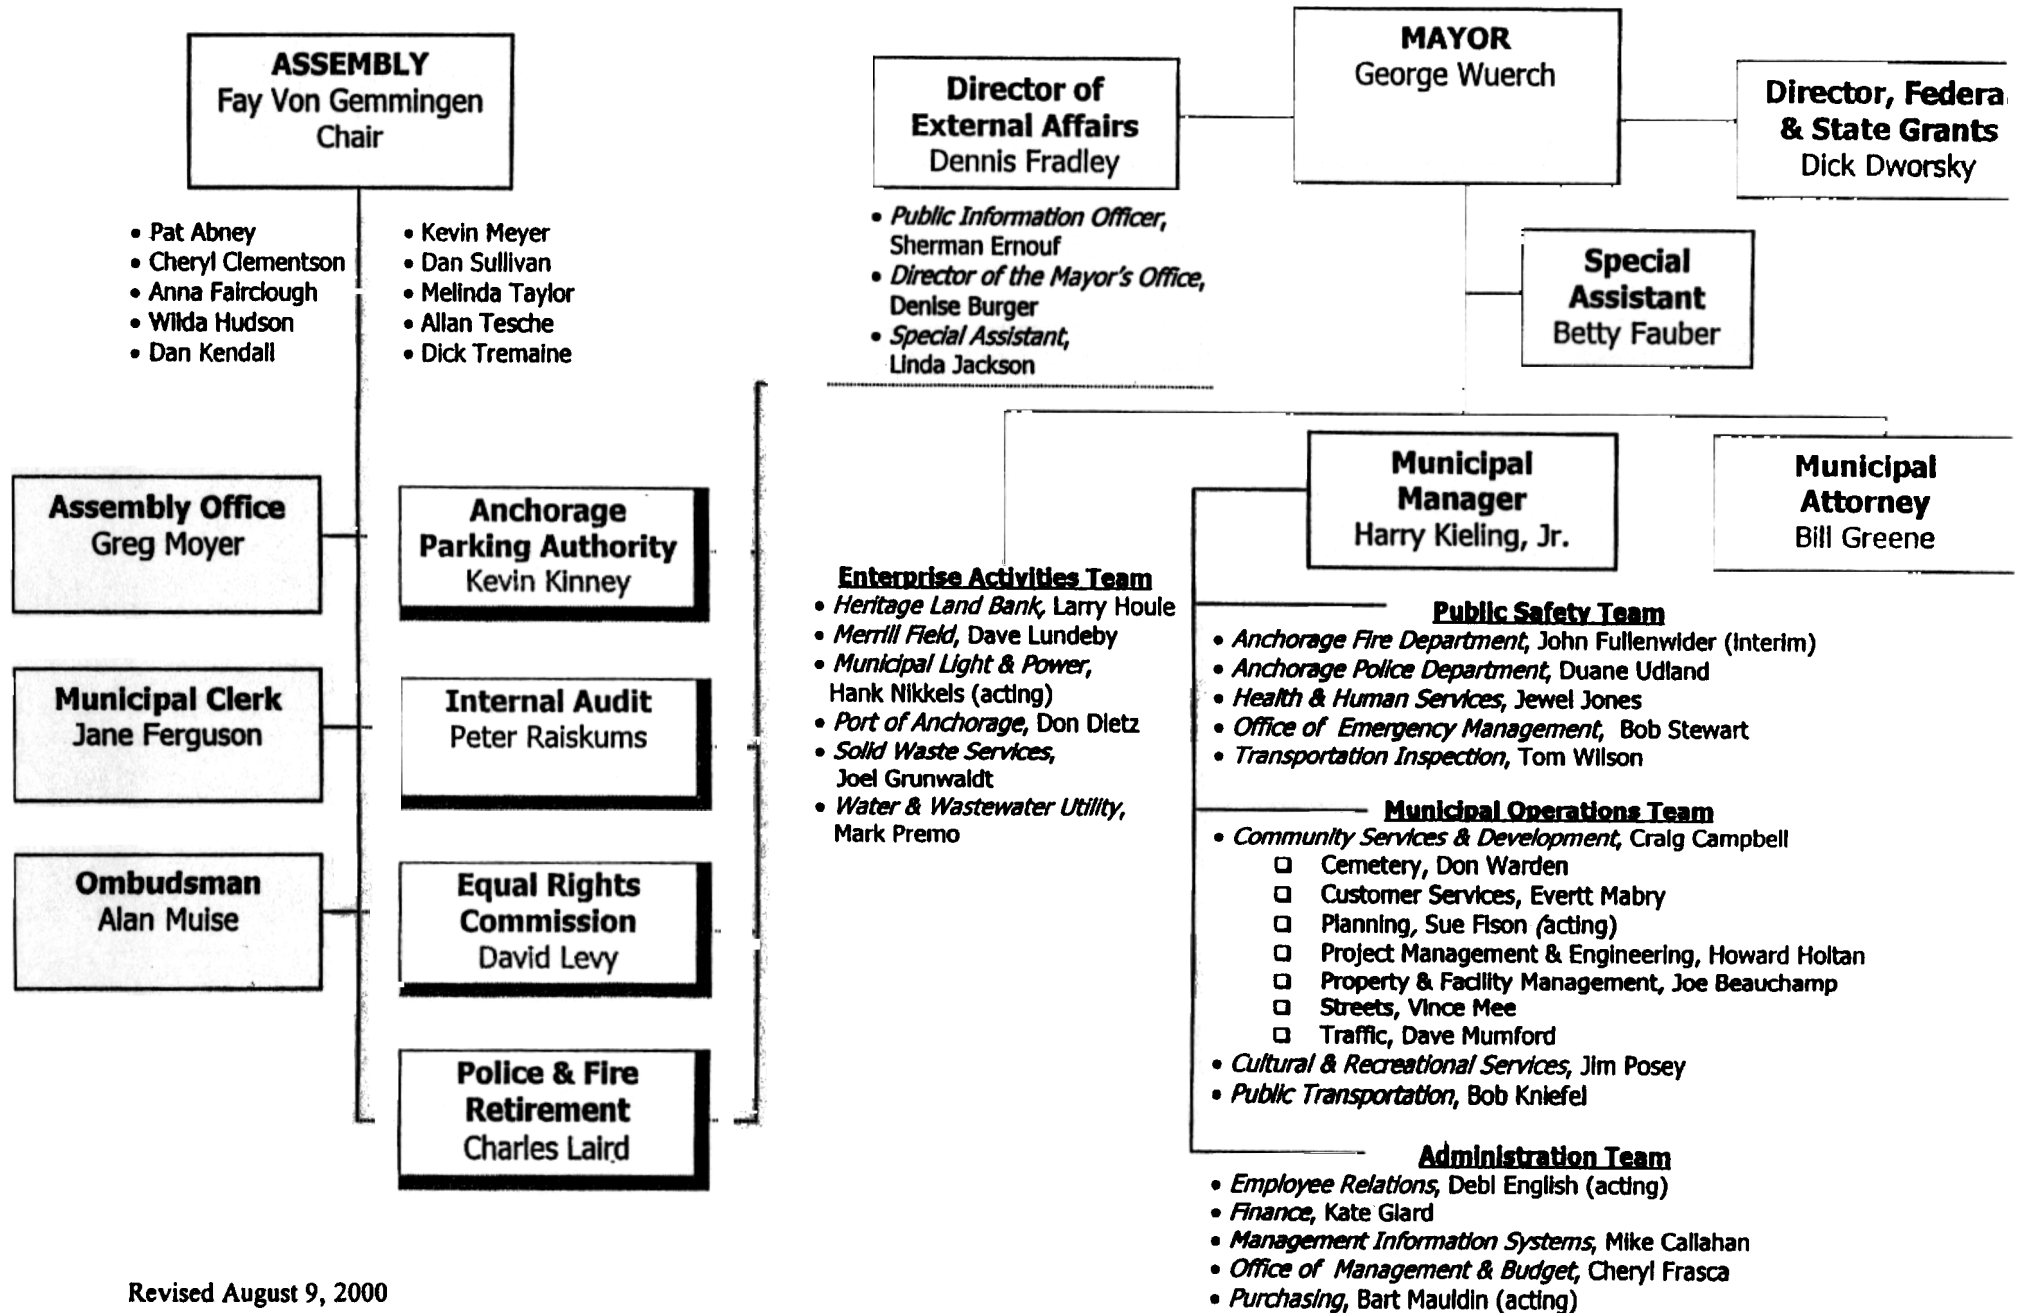 ASSEMBLY
Fay Von Gemmingen
Chair
• Pat Abney
• Cheryl Clementson
• Anna Fairclough
• Wilda Hudson
• Dan Kendall
• Kevin Meyer
• Dan Sullivan
• Melinda Taylor
• Allan Tesche
• Dick Tremaine
Assembly Office
Greg Moyer
Municipal Clerk
Jane Ferguson
Ombudsman
Alan Muise
Anchorage
Parking Authority
Kevin Kinney
Internal Audit
Peter Raiskums
Equal Rights
Commission
David Levy
Police & Fire
Retirement
Charles Laird
MAYOR
George Wuerch
Director of
External Affairs
Dennis Fradley
• Public Information Officer,
Sherman Ernouf
• Director of the Mayor's Office,
Denise Burger
• Special Assistant,
Linda Jackson
Director, Federa
& State Grants
Dick Dworsky
Special
Assistant
Betty Fauber
Municipal
Manager
Harry Kieling, Jr.
Municipal
Attorney
Bill Greene
Enterprise Activities Team
• Heritage Land Bank, Larry Houle
• Merrill Field, Dave Lundeby
• Municipal Light & Power,
Hank Nikkels (acting)
• Port of Anchorage, Don Dietz
• Solid Waste Services,
Joel Grunwaldt
• Water & Wastewater Utility,
Mark Premo
Public Safety Team
• Anchorage Fire Department, John Fullenwider (interim)
• Anchorage Police Department, Duane Udland
• Health & Human Services, Jewel Jones
• Office of Emergency Management, Bob Stewart
• Transportation Inspection, Tom Wilson
Municipal Operations Team
• Community Services & Development, Craig Campbell
❑ Cemetery, Don Warden
❑ Customer Services, Evertt Mabry
❑ Planning, Sue Fison (acting)
❑ Project Management & Engineering, Howard Holtan
❑ Property & Facility Management, Joe Beauchamp
❑ Streets, Vince Mee
❑ Traffic, Dave Mumford
• Cultural & Recreational Services, Jim Posey
• Public Transportation, Bob Kniefel
Administration Team
• Employee Relations, Debi English (acting)
• Finance, Kate Giard
• Management Information Systems, Mike Callahan
• Office of Management & Budget, Cheryl Frasca
• Purchasing, Bart Mauldin (acting)
Revised August 9, 2000